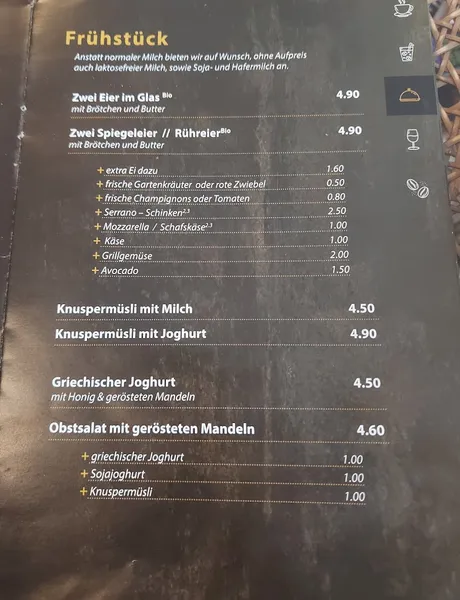 Frühstück
Anstatt normaler Milch bieten wir auf Wunsch, ohne Aufpreis
auch laktosefreier Milch, sowie Soja- und Hafermilch an.
Zwei Eier im Glas Bio 4.90
mit Brötchen und Butter
Zwei Spiegeleier // Rühreier Bio 4.90
mit Brötchen und Butter
+ extra Ei dazu 1.60
+ frische Gartenkräuter oder rote Zwiebel 0.50
+ frische Champignons oder Tomaten 0.80
+ Serrano – Schinken 2,3 2.50
+ Mozzarella / Schafskäse 2,3 1.00
+ Käse 1.00
+ Grillgemüse 2.00
+ Avocado 1.50
Knuspermüsli mit Milch 4.50
Knuspermüsli mit Joghurt 4.90
Griechischer Joghurt 4.50
mit Honig & gerösteten Mandeln
Obstsalat mit gerösteten Mandeln 4.60
+ griechischer Joghurt 1.00
+ Sojajoghurt 1.00
+ Knuspermüsli 1.00